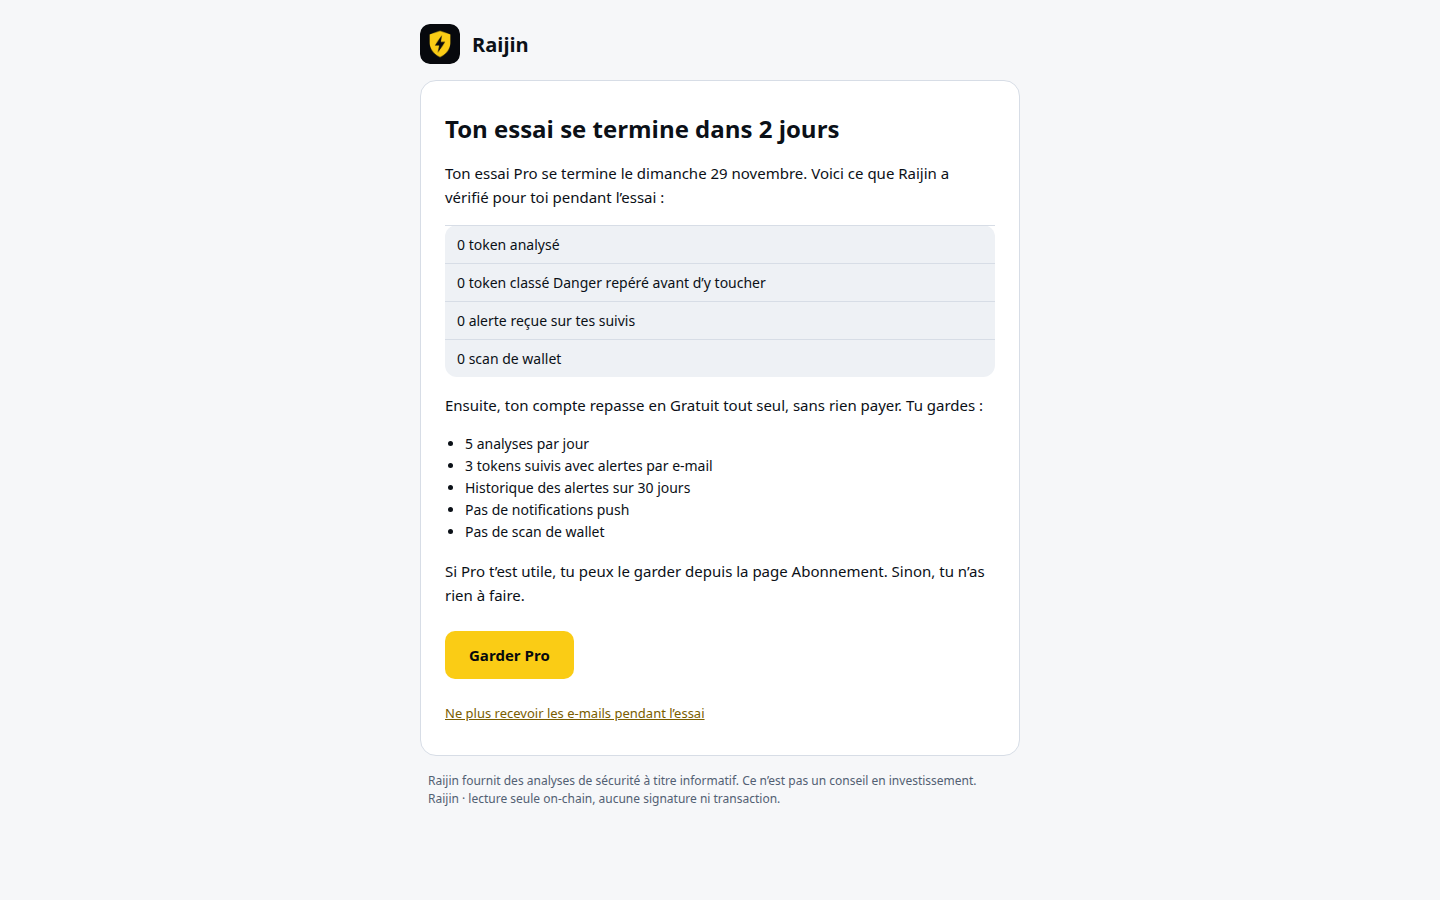 Raijin
Ton essai se termine dans 2 jours
Ton essai Pro se termine le dimanche 29 novembre. Voici ce que Raijin a
vérifié pour toi pendant l’essai :
0 token analysé
0 token classé Danger repéré avant d’y toucher
0 alerte reçue sur tes suivis
0 scan de wallet
Ensuite, ton compte repasse en Gratuit tout seul, sans rien payer. Tu gardes :
• 5 analyses par jour
• 3 tokens suivis avec alertes par e-mail
• Historique des alertes sur 30 jours
• Pas de notifications push
• Pas de scan de wallet
Si Pro t’est utile, tu peux le garder depuis la page Abonnement. Sinon, tu n’as
rien à faire.
Garder Pro
Ne plus recevoir les e-mails pendant l’essai
Raijin fournit des analyses de sécurité à titre informatif. Ce n’est pas un conseil en investissement.
Raijin · lecture seule on-chain, aucune signature ni transaction.